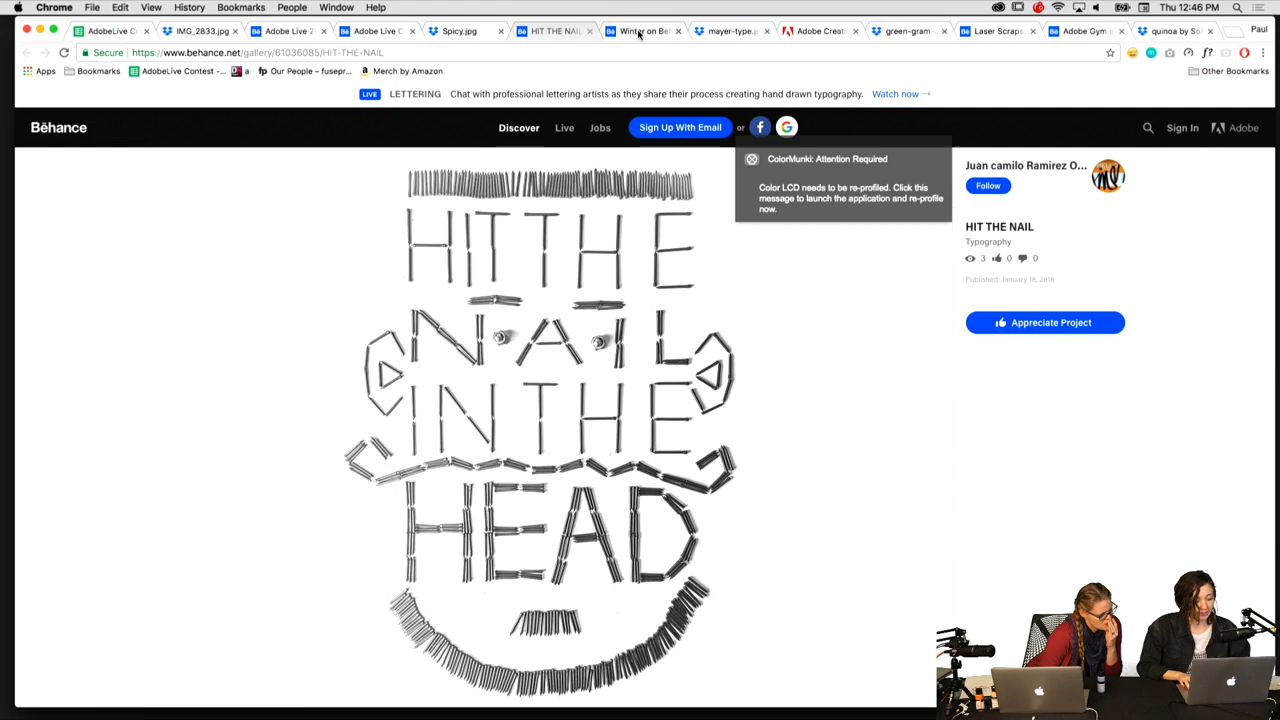 Chrome File Edit View History Bookmarks People Window Help
Thu 12:46 PM
AdobeLive C
IMG_2833.jpg
Adobe Live 2
Adobe Live C
Spicy.jpg
HIT THE NAIL
Winter on Be
mayer-type.
Adobe Creati
green-gram-
Laser Scraps
Adobe Gym
quinoa by So
Paul
Secure https://www.behance.net/gallery/61036085/HIT-THE-NAIL
Apps Bookmarks AdobeLive Contest - ... a fp Our People – fusepr... Merch by Amazon Other Bookmarks
LIVE LETTERING Chat with professional lettering artists as they share their process creating hand drawn typography. Watch now →
Bēhance Discover Live Jobs Sign Up With Email or Sign In Adobe
ColorMunki: Attention Required
Color LCD needs to be re-profiled. Click this
message to launch the application and re-profile
now.
Juan camilo Ramirez O...
Follow
HIT THE NAIL
Typography
3 0 0
Published: January 18, 2018
Appreciate Project
HIT THE
NAIL
IN THE
HEAD